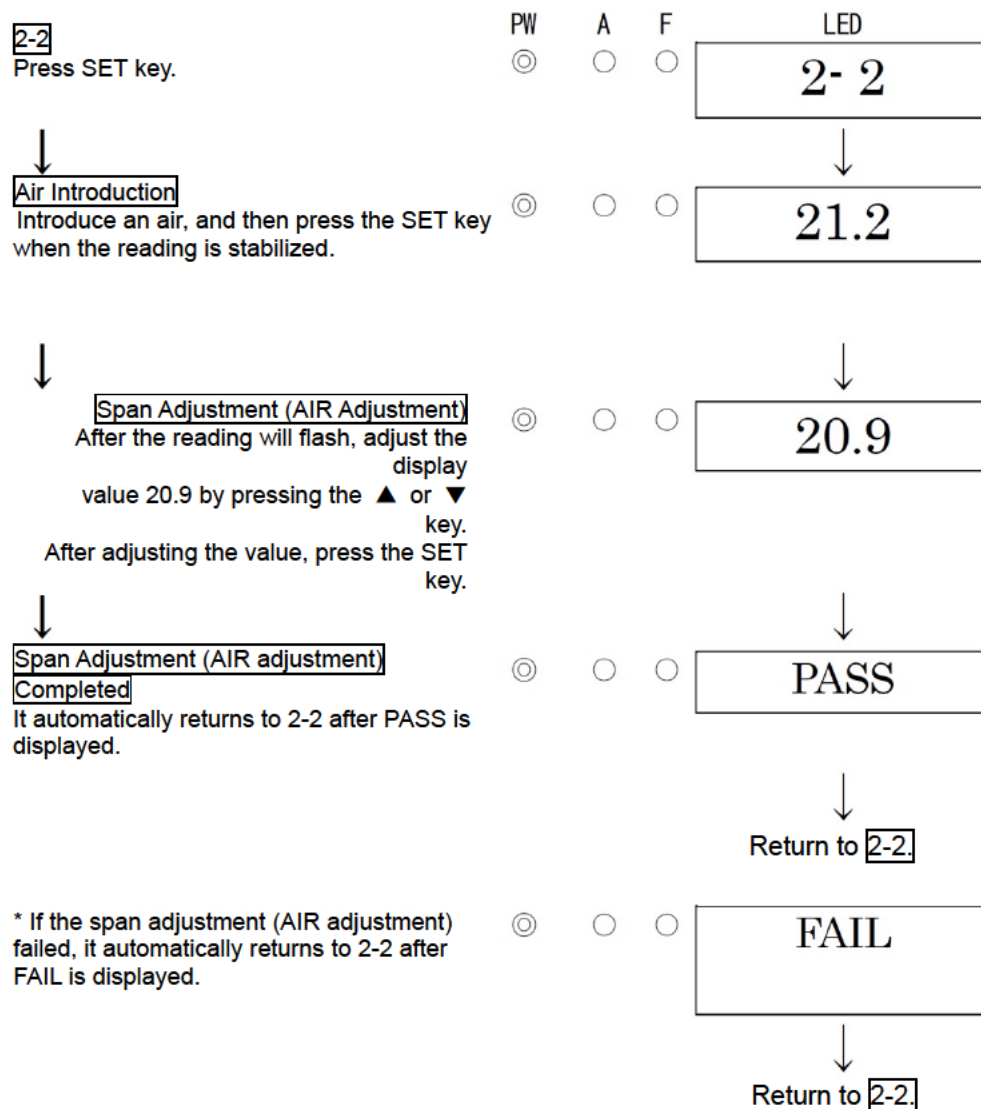 PW A F LED
2-2
Press SET key.
2- 2
Air Introduction
Introduce an air, and then press the SET key
when the reading is stabilized.
21.2
Span Adjustment (AIR Adjustment)
After the reading will flash, adjust the
display
value 20.9 by pressing the ▲ or ▼
key.
After adjusting the value, press the SET
key.
20.9
Span Adjustment (AIR adjustment)
Completed
It automatically returns to 2-2 after PASS is
displayed.
PASS
Return to 2-2.
* If the span adjustment (AIR adjustment)
failed, it automatically returns to 2-2 after
FAIL is displayed.
FAIL
Return to 2-2.